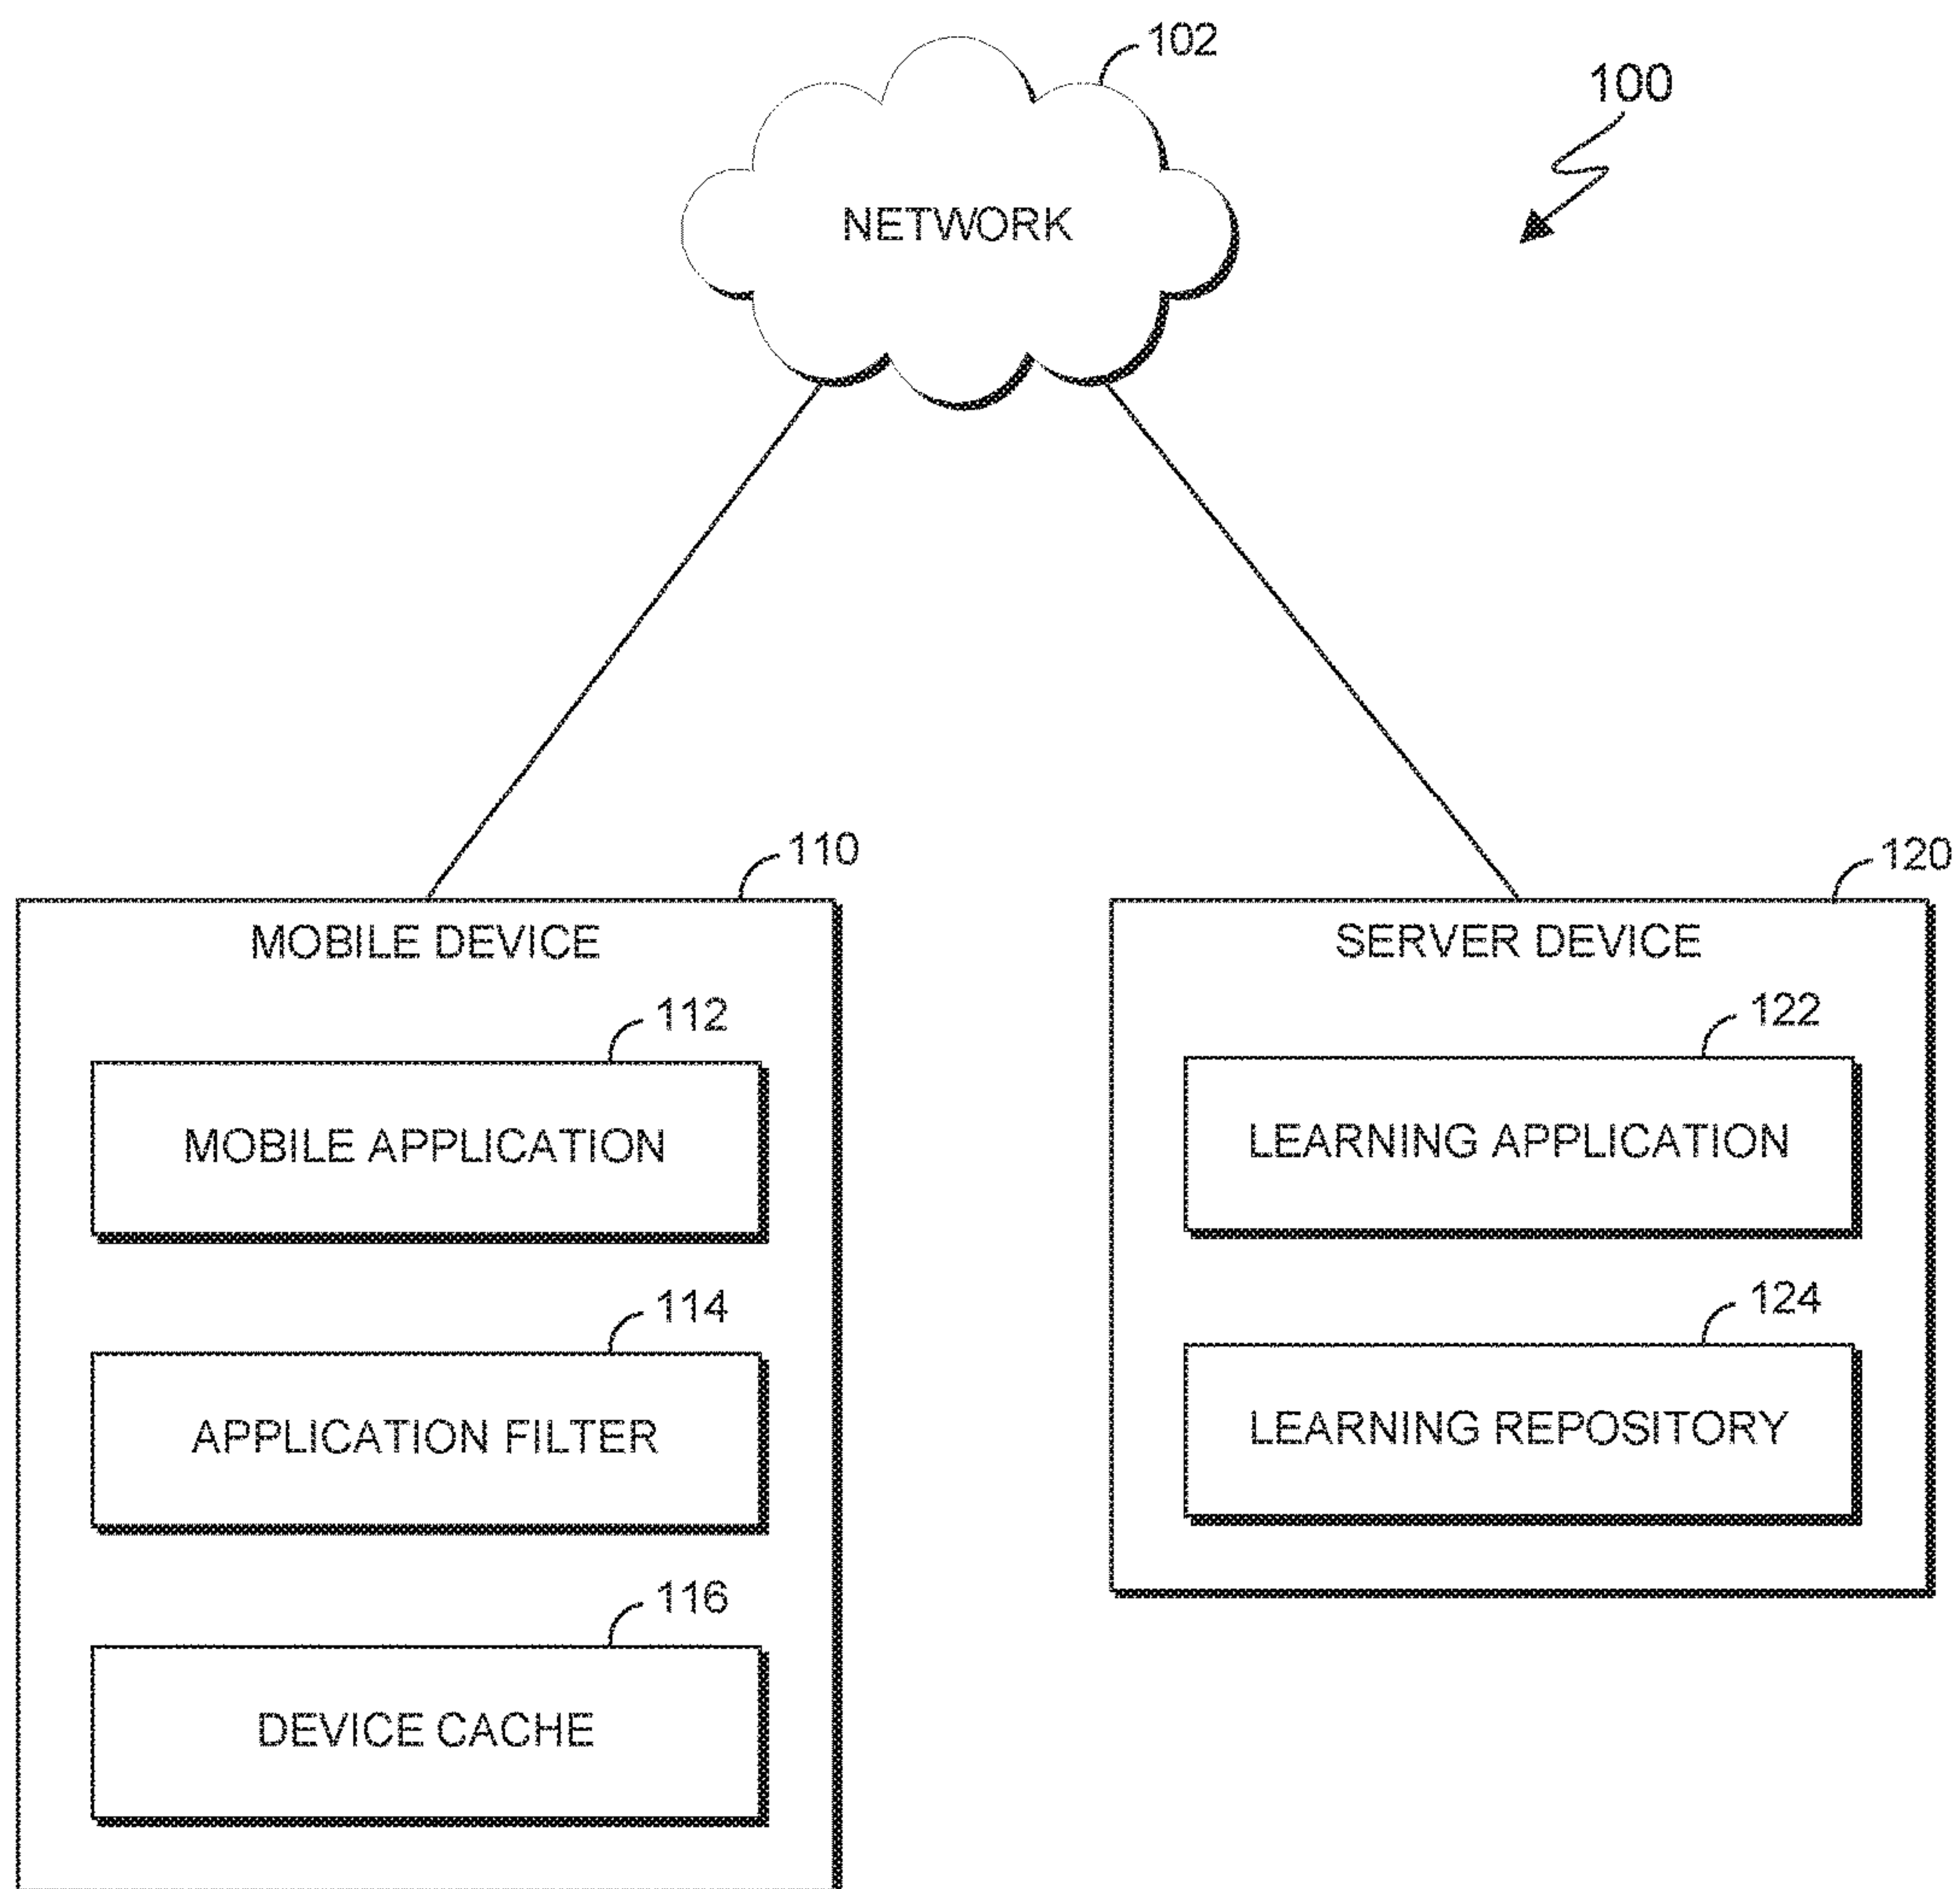 102
100
NETWORK
110
120
MOBILE DEVICE
SERVER DEVICE
112
122
MOBILE APPLICATION
LEARNING APPLICATION
114
124
APPLICATION FILTER
LEARNING REPOSITORY
116
DEVICE CACHE